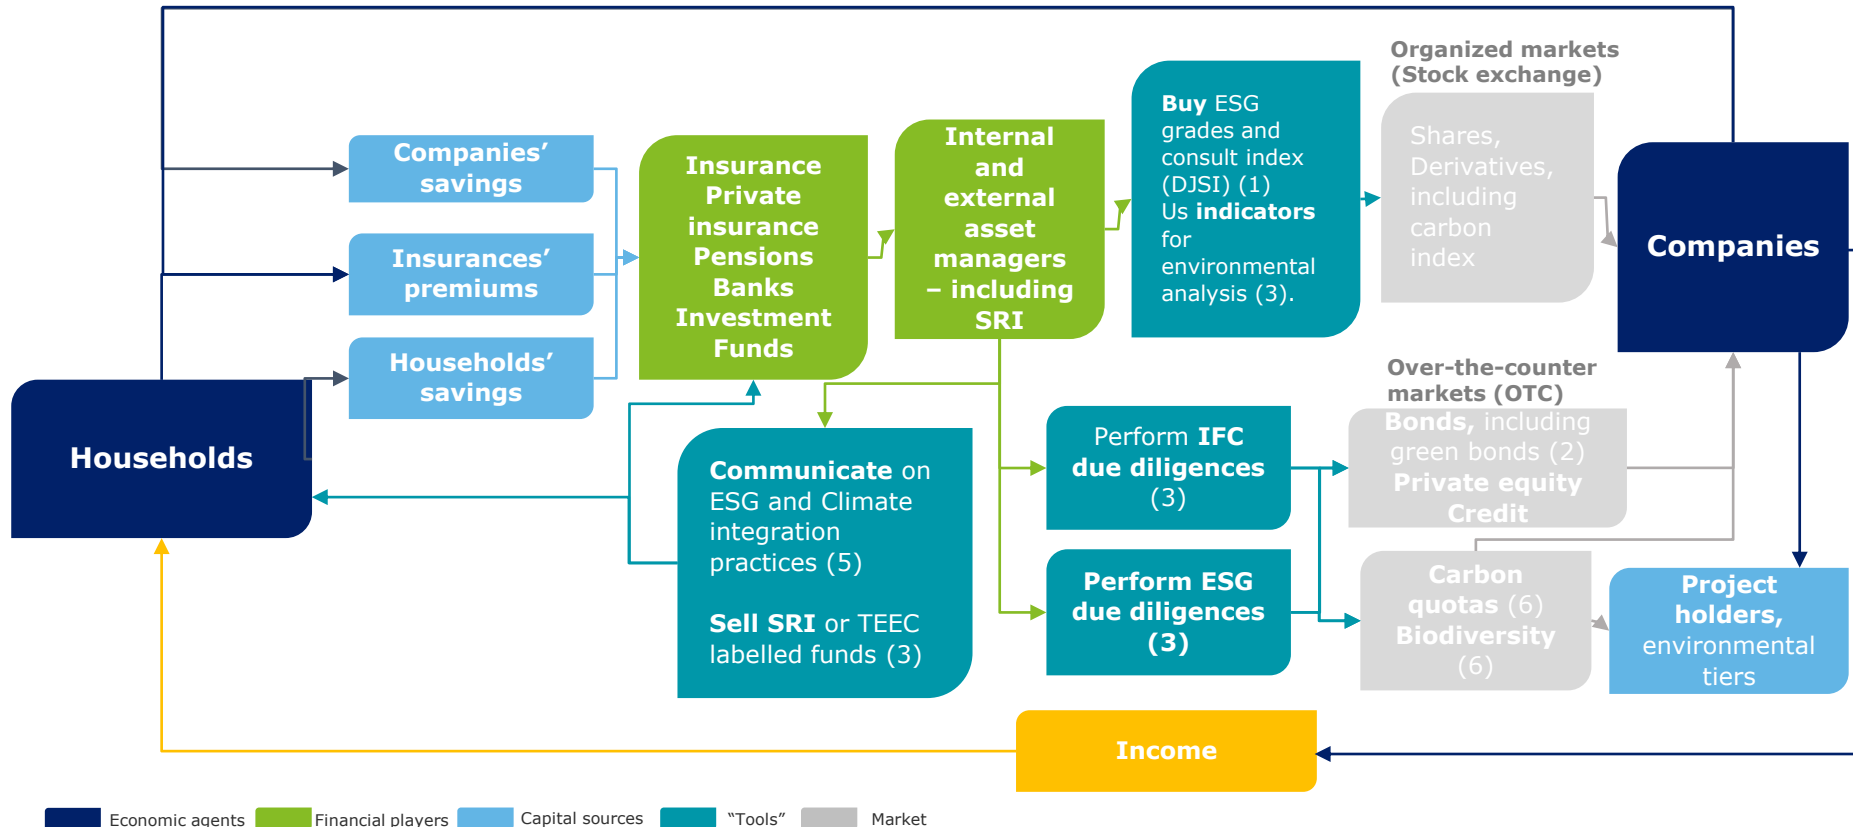 Organized markets
(Stock exchange)
Companies’
savings
Insurances’
premiums
Households’
savings
Households
Insurance
Private
insurance
Pensions
Banks
Investment
Funds
Internal
and
external
asset
managers
– including
SRI
Buy ESG
grades and
consult index
(DJSI) (1)
Us indicators
for
environmental
analysis (3).
Shares,
Derivatives,
including
carbon
index
Companies
Over-the-counter
markets (OTC)
Communicate on
ESG and Climate
integration
practices (5)
Sell SRI or TEEC
labelled funds (3)
Perform IFC
due diligences
(3)
Perform ESG
due diligences
(3)
Bonds, including
green bonds (2)
Private equity
Credit
Carbon
quotas (6)
Biodiversity
(6)
Project
holders,
environmental
tiers
Income
Economic agents
Financial players
Capital sources
“Tools”
Market